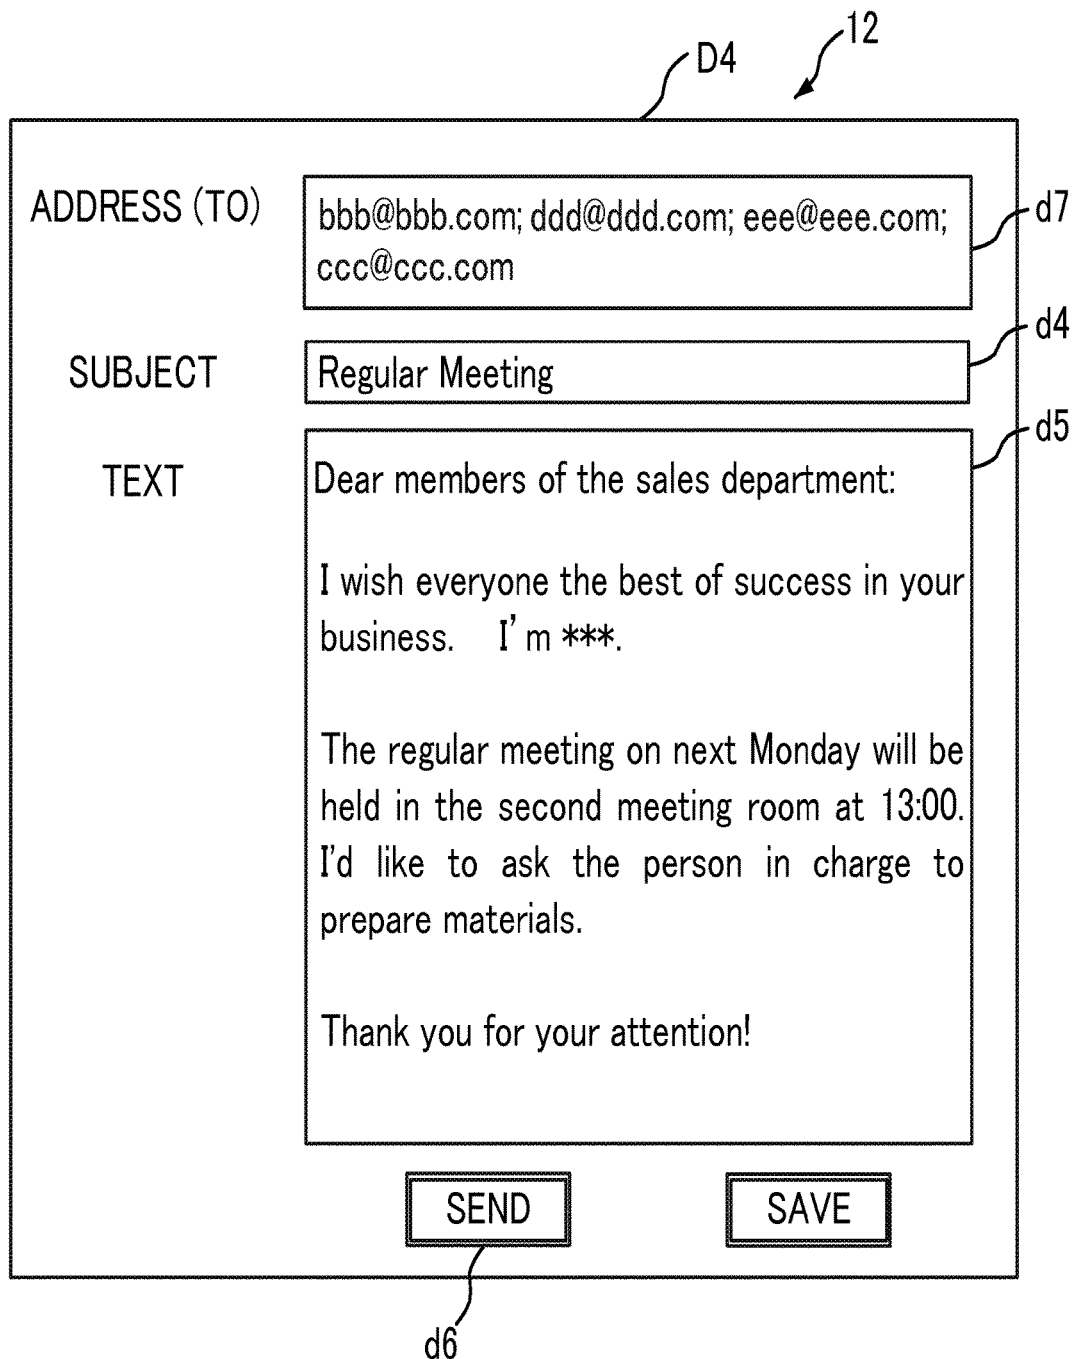 12
D4
ADDRESS (TO)
bbb@bbb.com; ddd@ddd.com; eee@eee.com;
ccc@ccc.com
d7
SUBJECT
Regular Meeting
d4
TEXT
d5
Dear members of the sales department:
I wish everyone the best of success in your
business. I'm ***.
The regular meeting on next Monday will be
held in the second meeting room at 13:00.
I'd like to ask the person in charge to
prepare materials.
Thank you for your attention!
SEND
SAVE
d6